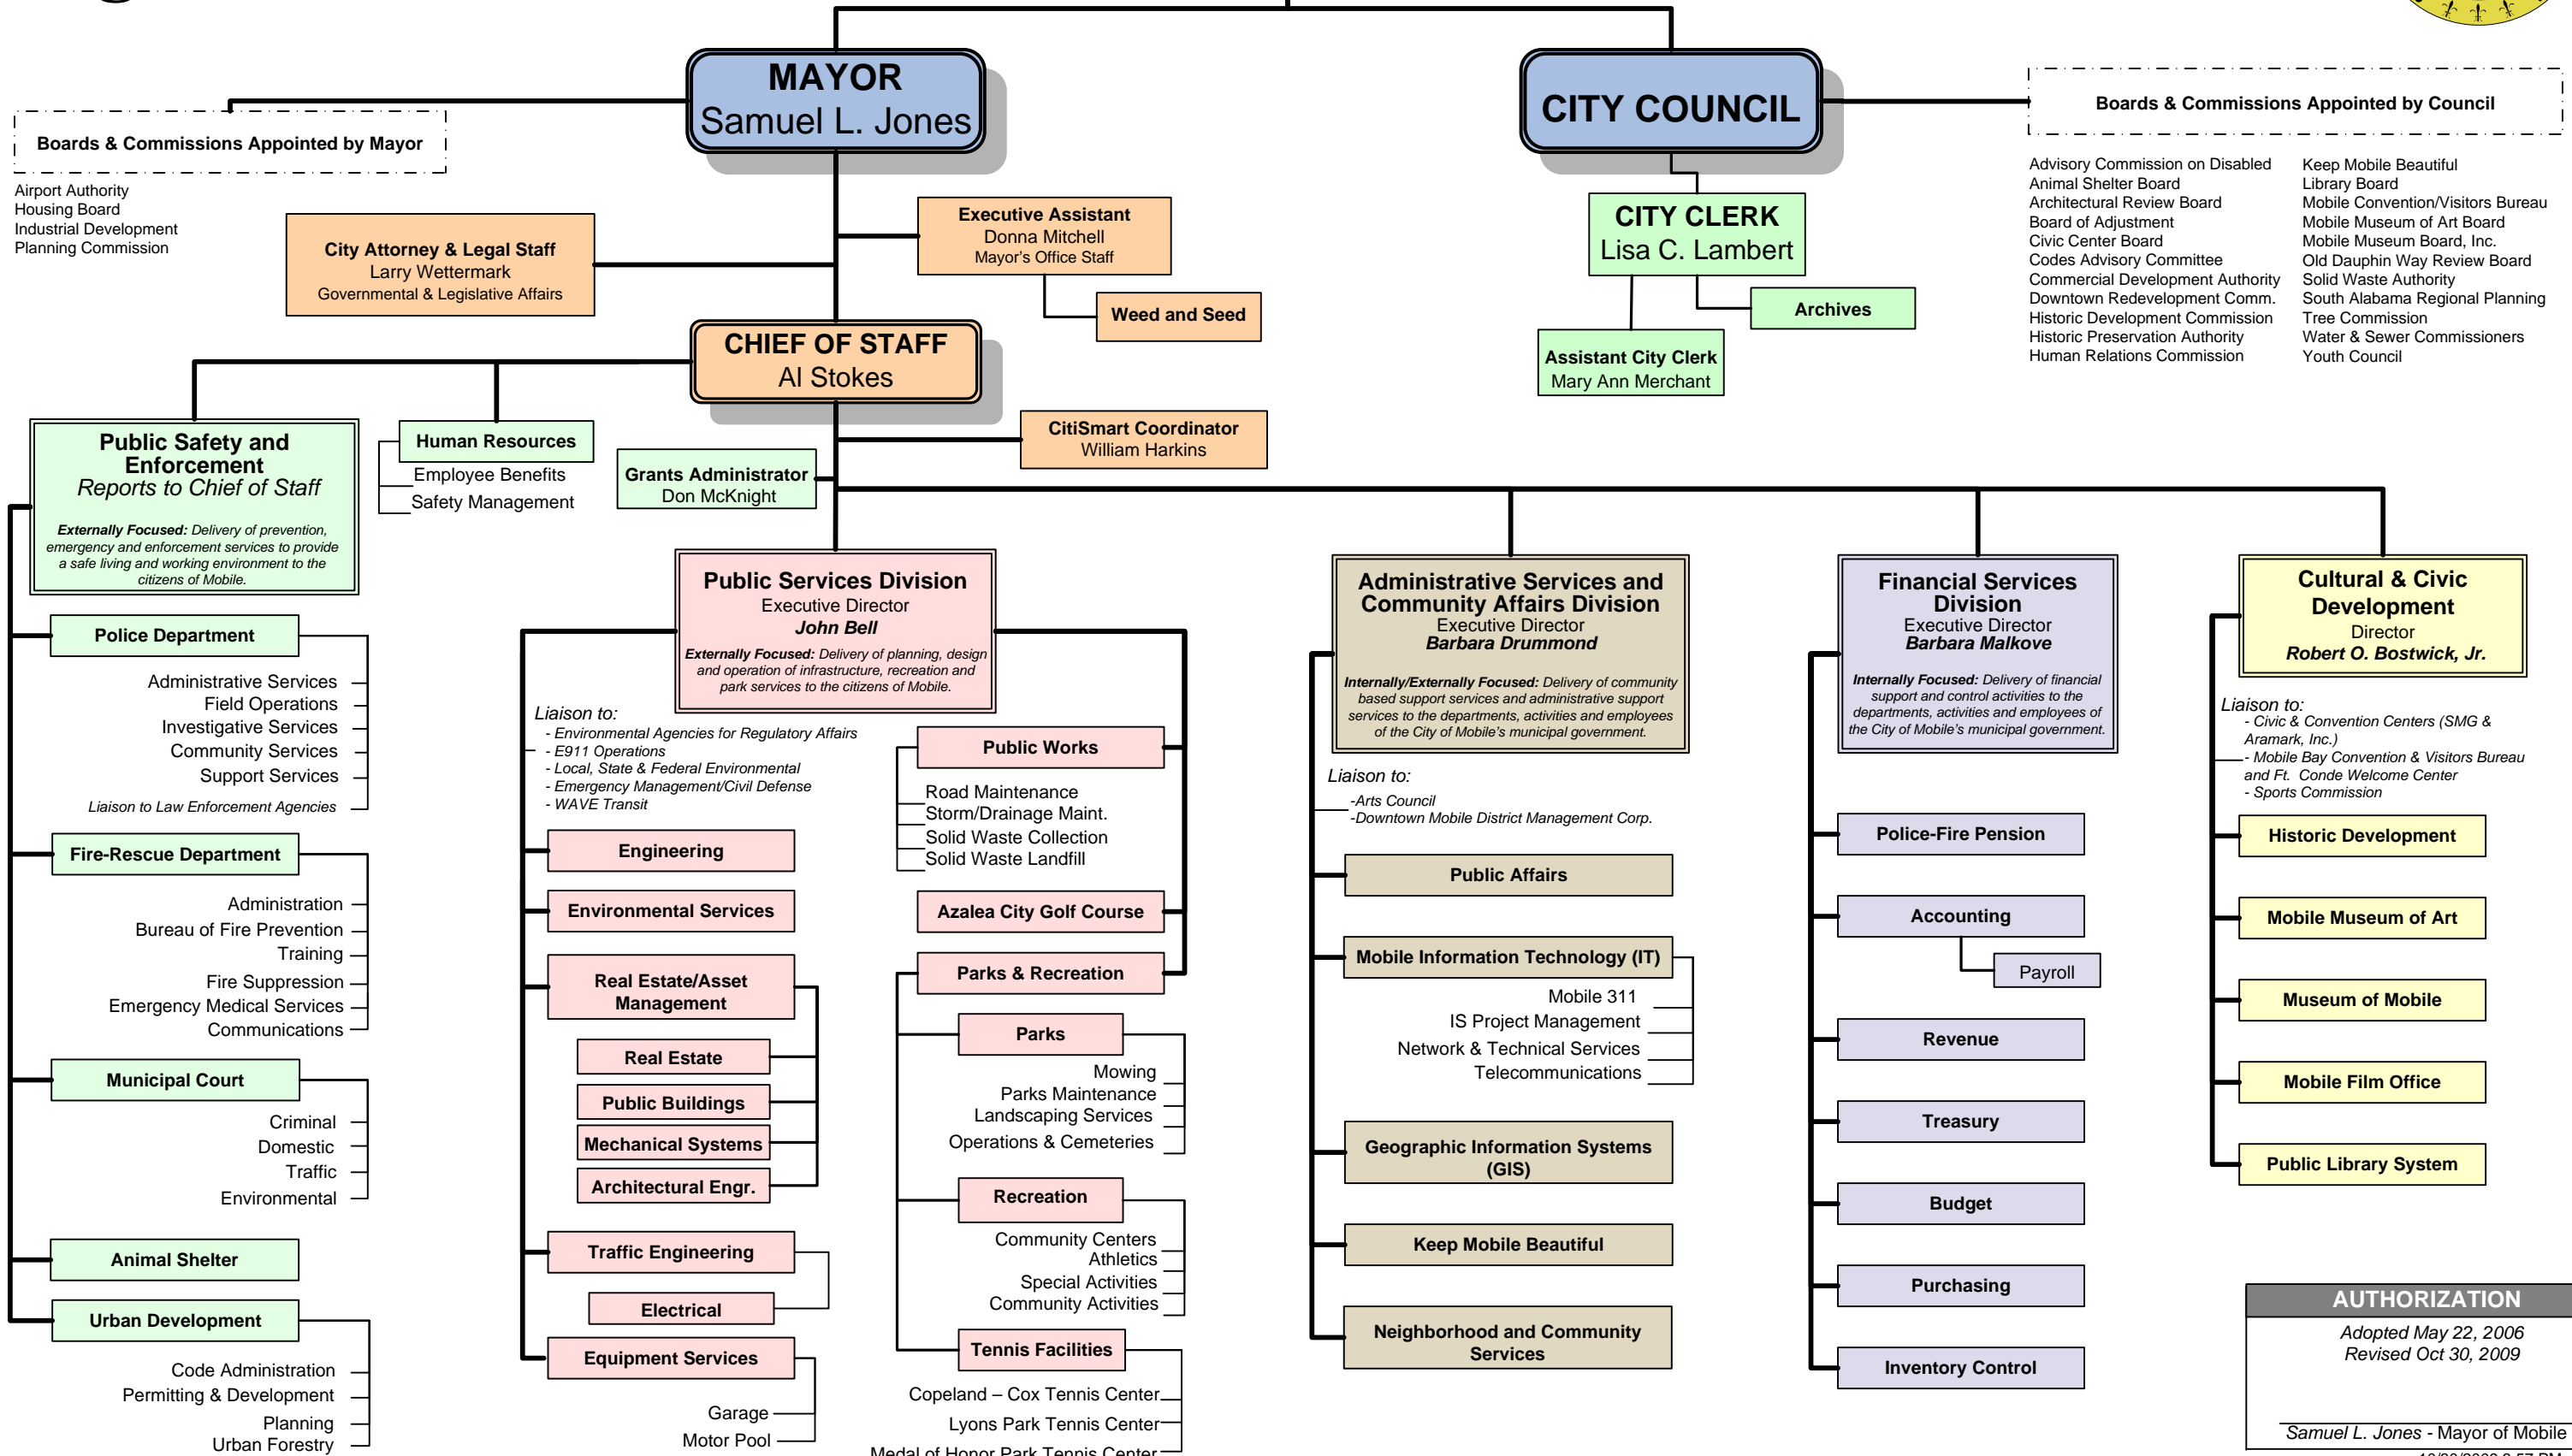 MAYOR
Samuel L. Jones
CITY COUNCIL
Boards & Commissions Appointed by Mayor
Airport Authority
Housing Board
Industrial Development
Planning Commission
Boards & Commissions Appointed by Council
Advisory Commission on Disabled
Animal Shelter Board
Architectural Review Board
Board of Adjustment
Civic Center Board
Codes Advisory Committee
Commercial Development Authority
Downtown Redevelopment Comm.
Historic Development Commission
Historic Preservation Authority
Human Relations Commission
Keep Mobile Beautiful
Library Board
Mobile Convention/Visitors Bureau
Mobile Museum of Art Board
Mobile Museum Board, Inc.
Old Dauphin Way Review Board
Solid Waste Authority
South Alabama Regional Planning
Tree Commission
Water & Sewer Commissioners
Youth Council
City Attorney & Legal Staff
Larry Wettermark
Governmental & Legislative Affairs
Executive Assistant
Donna Mitchell
Mayor's Office Staff
Weed and Seed
CITY CLERK
Lisa C. Lambert
Archives
Assistant City Clerk
Mary Ann Merchant
CHIEF OF STAFF
Al Stokes
CitiSmart Coordinator
William Harkins
Grants Administrator
Don McKnight
Human Resources
Employee Benefits
Safety Management
Public Safety and
Enforcement
Reports to Chief of Staff
Externally Focused: Delivery of prevention,
emergency and enforcement services to provide
a safe living and working environment to the
citizens of Mobile.
Police Department
Administrative Services
Field Operations
Investigative Services
Community Services
Support Services
Liaison to Law Enforcement Agencies
Fire-Rescue Department
Administration
Bureau of Fire Prevention
Training
Fire Suppression
Emergency Medical Services
Communications
Municipal Court
Criminal
Domestic
Traffic
Environmental
Animal Shelter
Urban Development
Code Administration
Permitting & Development
Planning
Urban Forestry
Public Services Division
Executive Director
John Bell
Externally Focused: Delivery of planning, design
and operation of infrastructure, recreation and
park services to the citizens of Mobile.
Liaison to:
- Environmental Agencies for Regulatory Affairs
- E911 Operations
- Local, State & Federal Environmental
- Emergency Management/Civil Defense
- WAVE Transit
Engineering
Environmental Services
Real Estate/Asset
Management
Real Estate
Public Buildings
Mechanical Systems
Architectural Engr.
Traffic Engineering
Electrical
Equipment Services
Garage
Motor Pool
Public Works
Road Maintenance
Storm/Drainage Maint.
Solid Waste Collection
Solid Waste Landfill
Azalea City Golf Course
Parks & Recreation
Parks
Mowing
Parks Maintenance
Landscaping Services
Operations & Cemeteries
Recreation
Community Centers
Athletics
Special Activities
Community Activities
Tennis Facilities
Copeland – Cox Tennis Center
Lyons Park Tennis Center
Medal of Honor Park Tennis Center
Administrative Services and
Community Affairs Division
Executive Director
Barbara Drummond
Internally/Externally Focused: Delivery of community
based support services and administrative support
services to the departments, activities and employees
of the City of Mobile's municipal government.
Liaison to:
-Arts Council
-Downtown Mobile District Management Corp.
Public Affairs
Mobile Information Technology (IT)
Mobile 311
IS Project Management
Network & Technical Services
Telecommunications
Geographic Information Systems
(GIS)
Keep Mobile Beautiful
Neighborhood and Community
Services
Financial Services
Division
Executive Director
Barbara Malkove
Internally Focused: Delivery of financial
support and control activities to the
departments, activities and employees of
the City of Mobile's municipal government.
Police-Fire Pension
Accounting
Payroll
Revenue
Treasury
Budget
Purchasing
Inventory Control
Cultural & Civic
Development
Director
Robert O. Bostwick, Jr.
Liaison to:
- Civic & Convention Centers (SMG &
Aramark, Inc.)
- Mobile Bay Convention & Visitors Bureau
and Ft. Conde Welcome Center
- Sports Commission
Historic Development
Mobile Museum of Art
Museum of Mobile
Mobile Film Office
Public Library System
AUTHORIZATION
Adopted May 22, 2006
Revised Oct 30, 2009
Samuel L. Jones - Mayor of Mobile